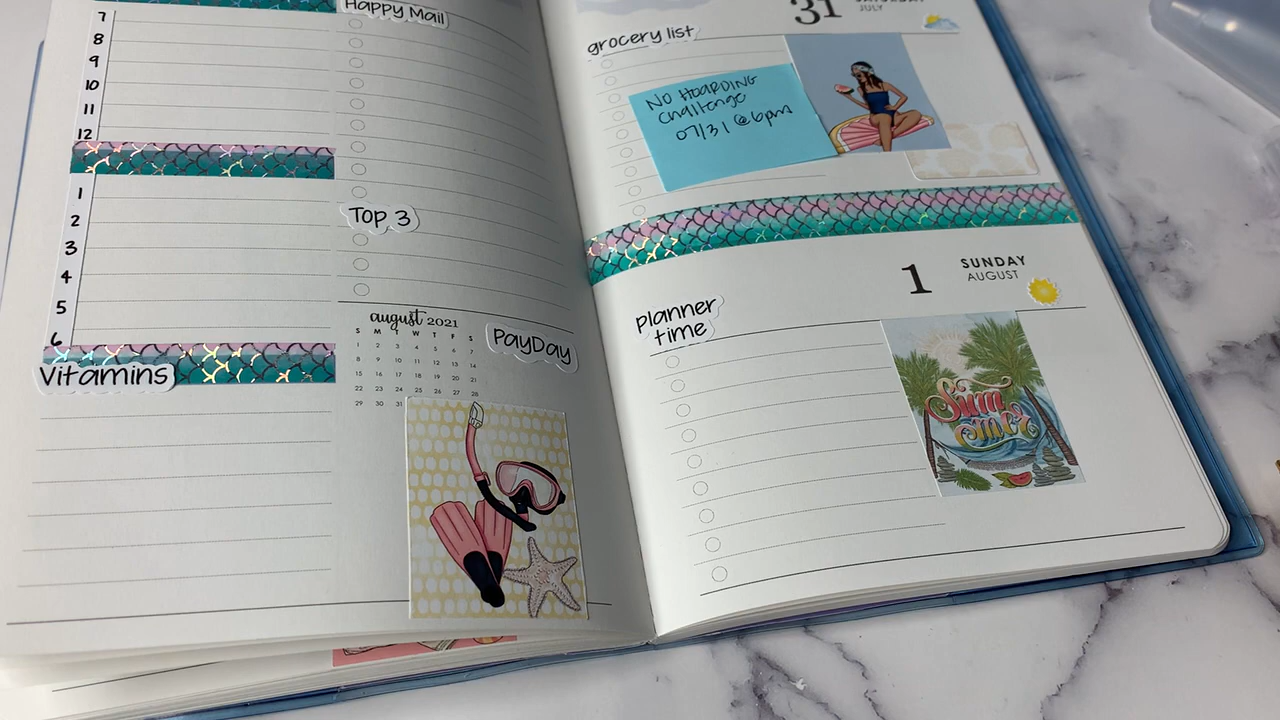 Happy Mail
7
8
9
10
11
12
1
2
3
4
5
6
Top 3
Vitamins
august 2021
S M T W T F S
1 2 3 4 5 6 7
8 9 10 11 12 13 14
15 16 17 18 19 20 21
22 23 24 25 26 27 28
29 30 31
PayDay
31 SATURDAY
JULY
grocery list
NO HOARDING
challenge
07/31 @ 6pm
1 SUNDAY
AUGUST
planner
time
Sum
mer